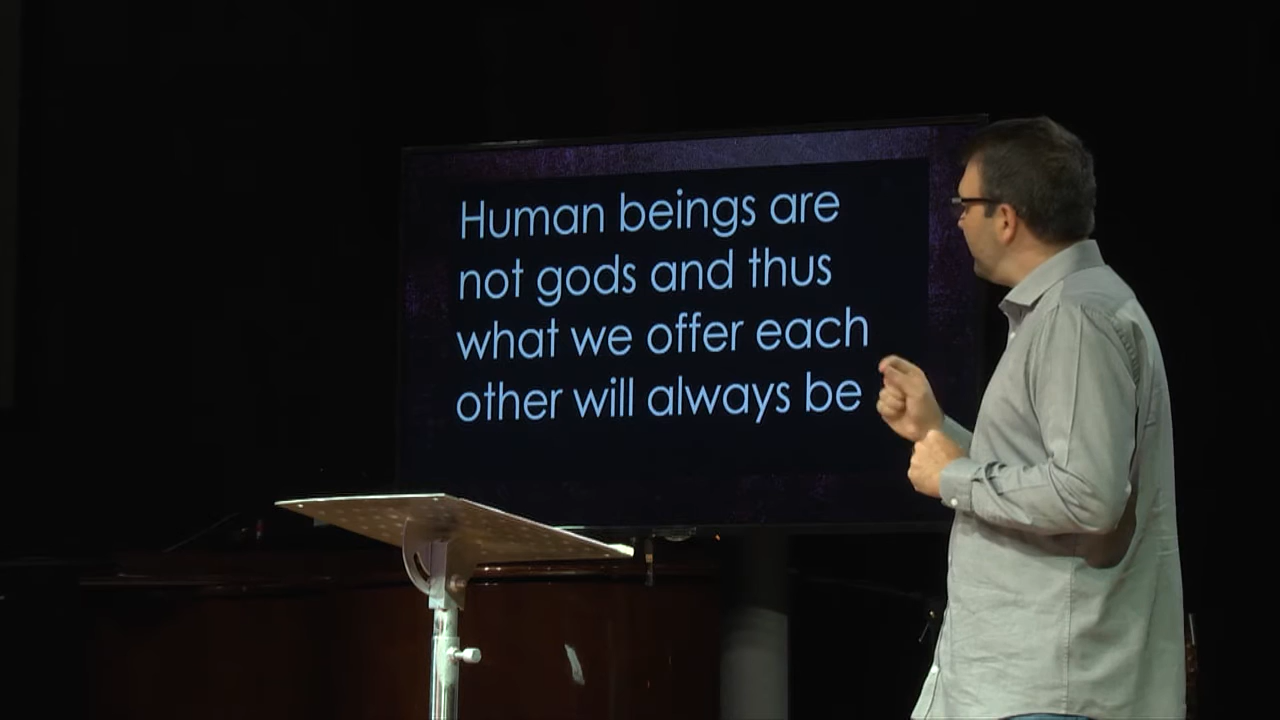 Human beings are
not gods and thus
what we offer each
other will always be